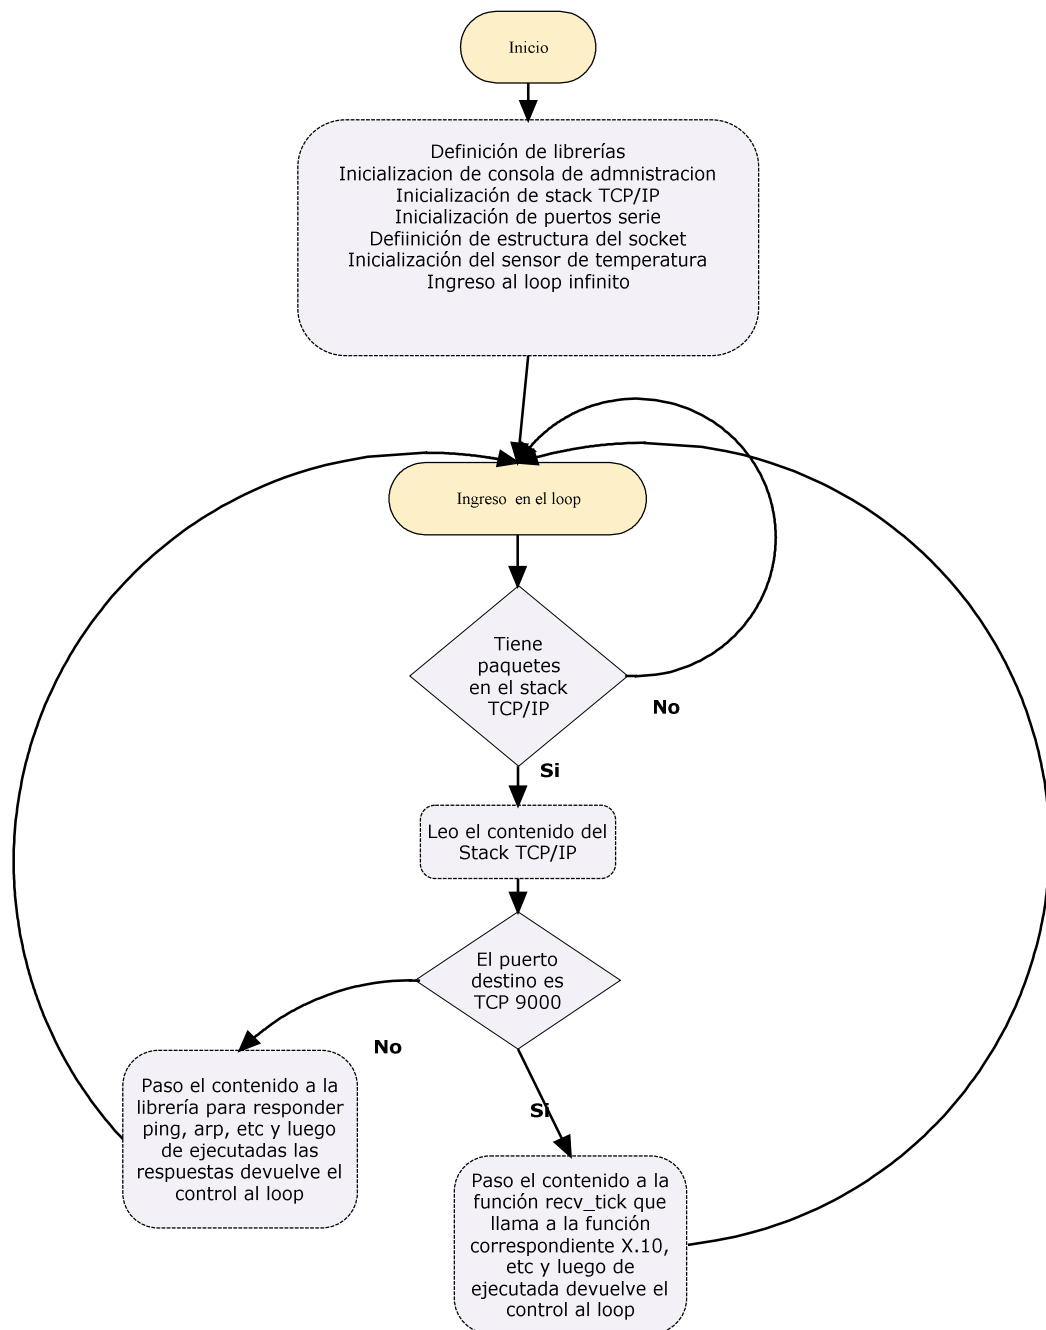 Inicio
Definición de librerías
Inicializacion de consola de admnistracion
Inicialización de stack TCP/IP
Inicialización de puertos serie
Defiinición de estructura del socket
Inicialización del sensor de temperatura
Ingreso al loop infinito
Ingreso en el loop
Tiene
paquetes
en el stack
TCP/IP
No
Si
Leo el contenido del
Stack TCP/IP
El puerto
destino es
TCP 9000
No
Si
Paso el contenido a la
librería para responder
ping, arp, etc y luego
de ejecutadas las
respuestas devuelve el
control al loop
Paso el contenido a la
función recv_tick que
llama a la función
correspondiente X.10,
etc y luego de
ejecutada devuelve el
control al loop